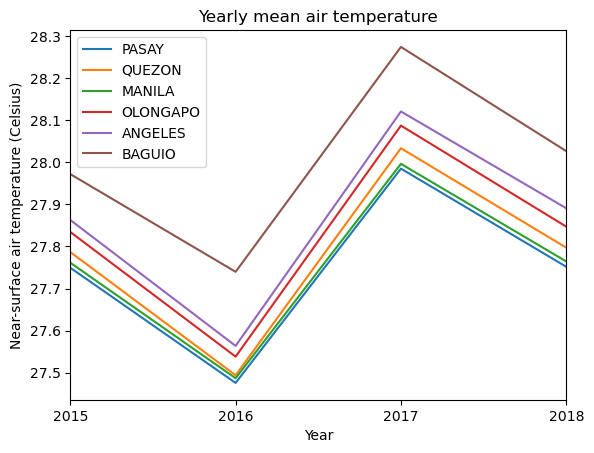 Yearly mean air temperature
28.3
28.2
28.1
28.0
27.9
27.8
27.7
27.6
27.5
Near-surface air temperature (Celsius)
PASAY
QUEZON
MANILA
OLONGAPO
ANGELES
BAGUIO
2015
2016
2017
2018
Year